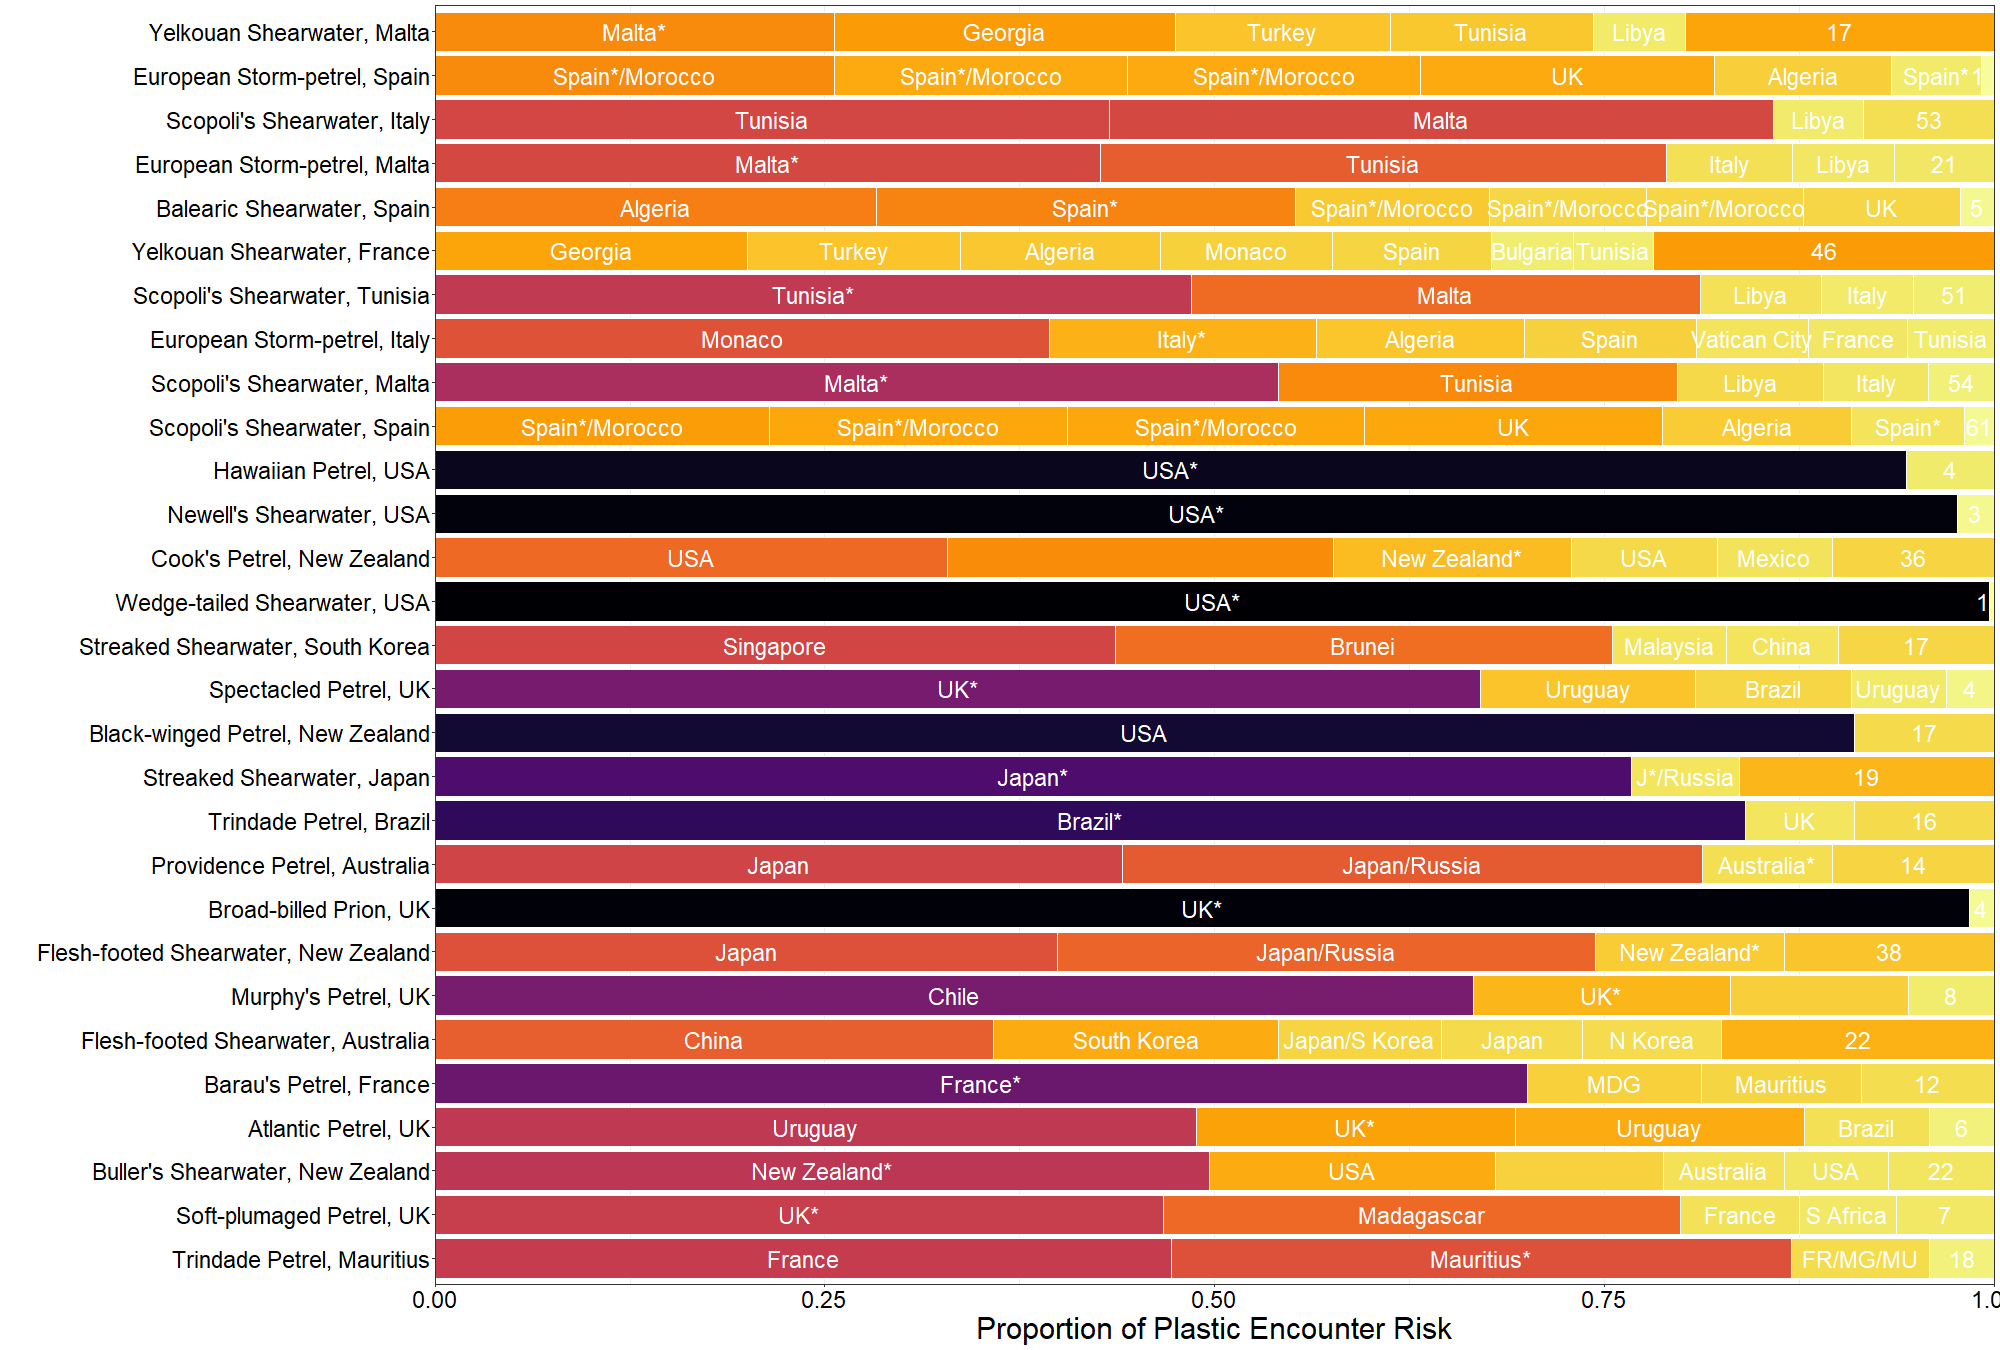 Yelkouan Shearwater, Malta Malta* Georgia Turkey Tunisia Libya 17
European Storm-petrel, Spain Spain*/Morocco Spain*/Morocco Spain*/Morocco UK Algeria Spain* 1
Scopoli's Shearwater, Italy Tunisia Malta Libya 53
European Storm-petrel, Malta Malta* Tunisia Italy Libya 21
Balearic Shearwater, Spain Algeria Spain* Spain*/Morocco Spain*/Morocco Spain*/Morocco UK 5
Yelkouan Shearwater, France Georgia Turkey Algeria Monaco Spain Bulgaria Tunisia 46
Scopoli's Shearwater, Tunisia Tunisia* Malta Libya Italy 51
European Storm-petrel, Italy Monaco Italy* Algeria Spain Vatican City France Tunisia
Scopoli's Shearwater, Malta Malta* Tunisia Libya Italy 54
Scopoli's Shearwater, Spain Spain*/Morocco Spain*/Morocco Spain*/Morocco UK Algeria Spain* 61
Hawaiian Petrel, USA USA* 4
Newell's Shearwater, USA USA* 3
Cook's Petrel, New Zealand USA New Zealand* USA Mexico 36
Wedge-tailed Shearwater, USA USA* 1
Streaked Shearwater, South Korea Singapore Brunei Malaysia China 17
Spectacled Petrel, UK UK* Uruguay Brazil Uruguay 4
Black-winged Petrel, New Zealand USA 17
Streaked Shearwater, Japan Japan* J*/Russia 19
Trindade Petrel, Brazil Brazil* UK 16
Providence Petrel, Australia Japan Japan/Russia Australia* 14
Broad-billed Prion, UK UK* 4
Flesh-footed Shearwater, New Zealand Japan Japan/Russia New Zealand* 38
Murphy's Petrel, UK Chile UK* 8
Flesh-footed Shearwater, Australia China South Korea Japan/S Korea Japan N Korea 22
Barau's Petrel, France France* MDG Mauritius 12
Atlantic Petrel, UK Uruguay UK* Uruguay Brazil 6
Buller's Shearwater, New Zealand New Zealand* USA Australia USA 22
Soft-plumaged Petrel, UK UK* Madagascar France S Africa 7
Trindade Petrel, Mauritius France Mauritius* FR/MG/MU 18
0.00 0.25 0.50 0.75 1.0
Proportion of Plastic Encounter Risk